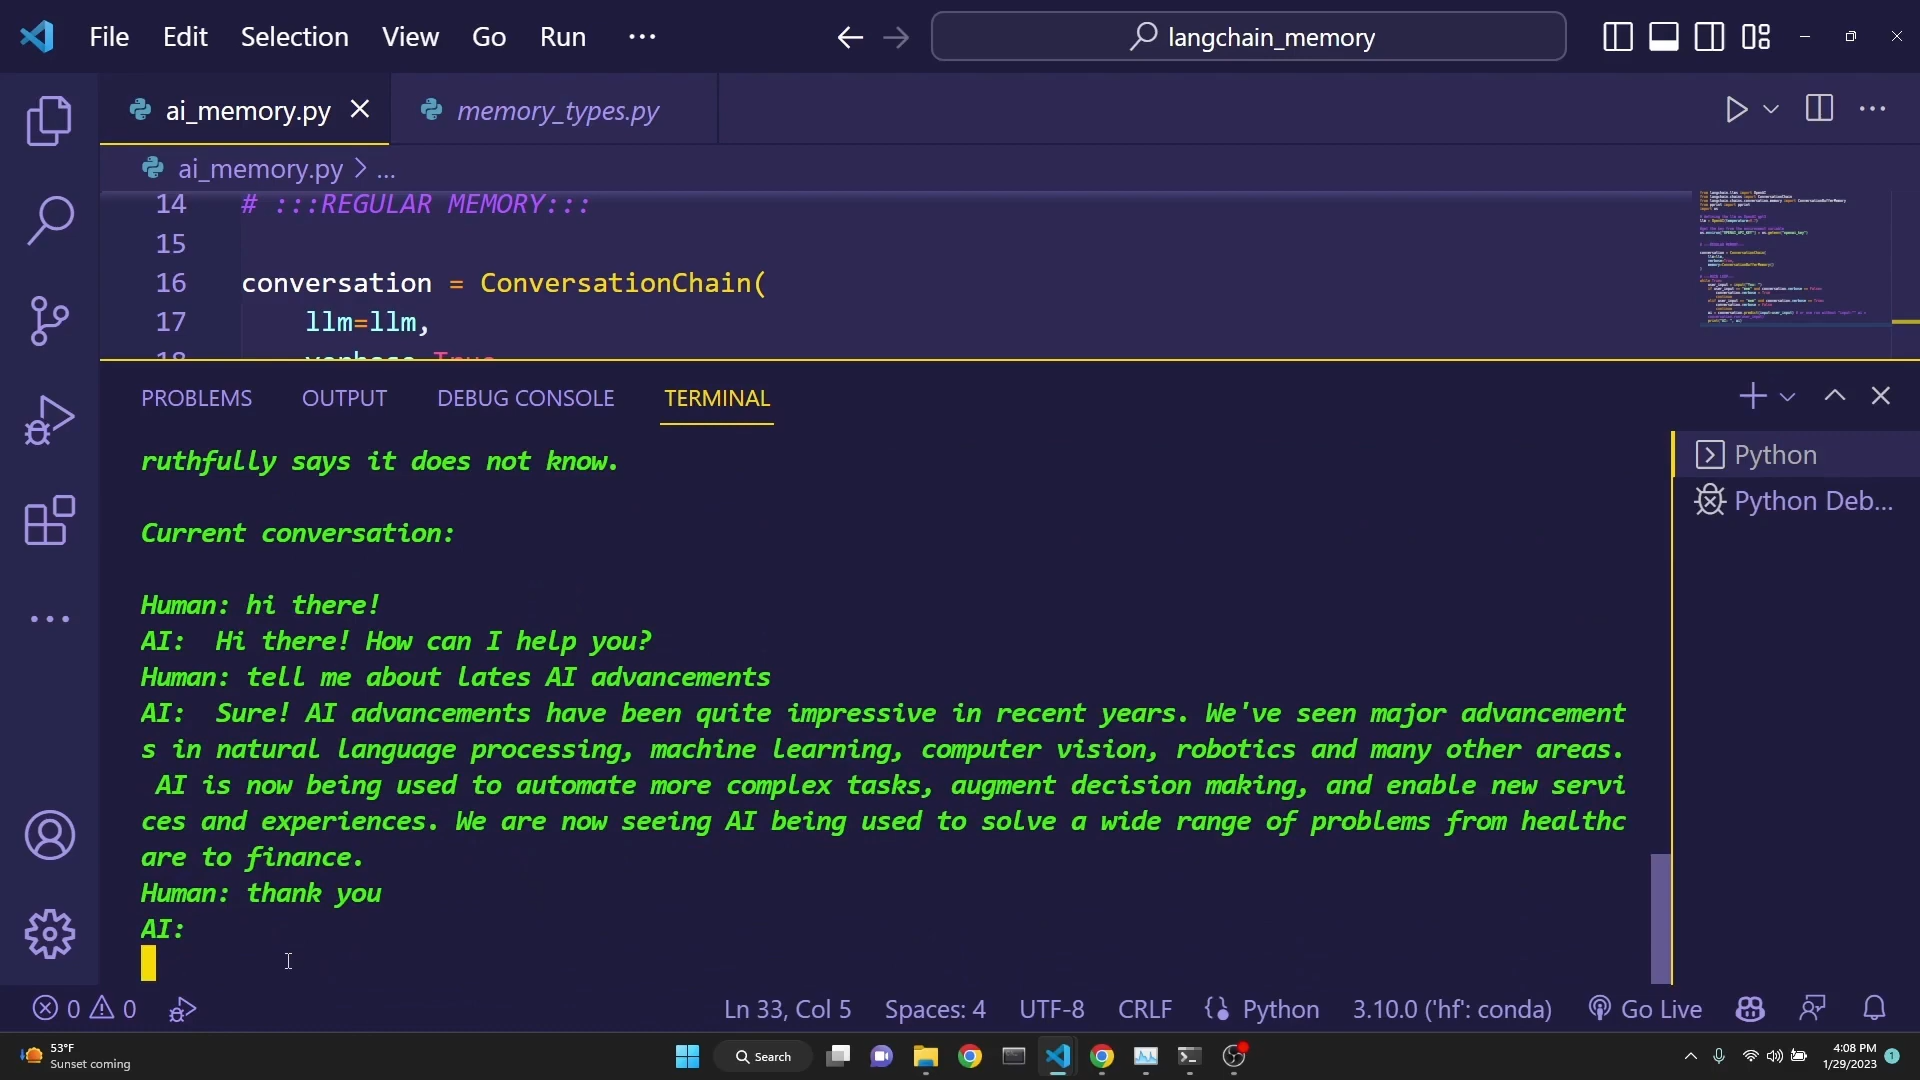 File Edit Selection View Go Run ···
langchain_memory
ai_memory.py
memory_types.py
ai_memory.py > ...
14 # :::REGULAR MEMORY:::
15
16 conversation = ConversationChain(
17 llm=llm,
18 verbose=True
PROBLEMS OUTPUT DEBUG CONSOLE TERMINAL
Python
Python Deb...
ruthfully says it does not know.
Current conversation:
Human: hi there!
AI:  Hi there! How can I help you?
Human: tell me about lates AI advancements
AI:  Sure! AI advancements have been quite impressive in recent years. We've seen major advancement
s in natural language processing, machine learning, computer vision, robotics and many other areas.
 AI is now being used to automate more complex tasks, augment decision making, and enable new servi
ces and experiences. We are now seeing AI being used to solve a wide range of problems from healthc
are to finance.
Human: thank you
AI:
0 0 Ln 33, Col 5 Spaces: 4 UTF-8 CRLF Python 3.10.0 ('hf': conda) Go Live
53°F
Sunset coming
Search
4:08 PM
1/29/2023
1